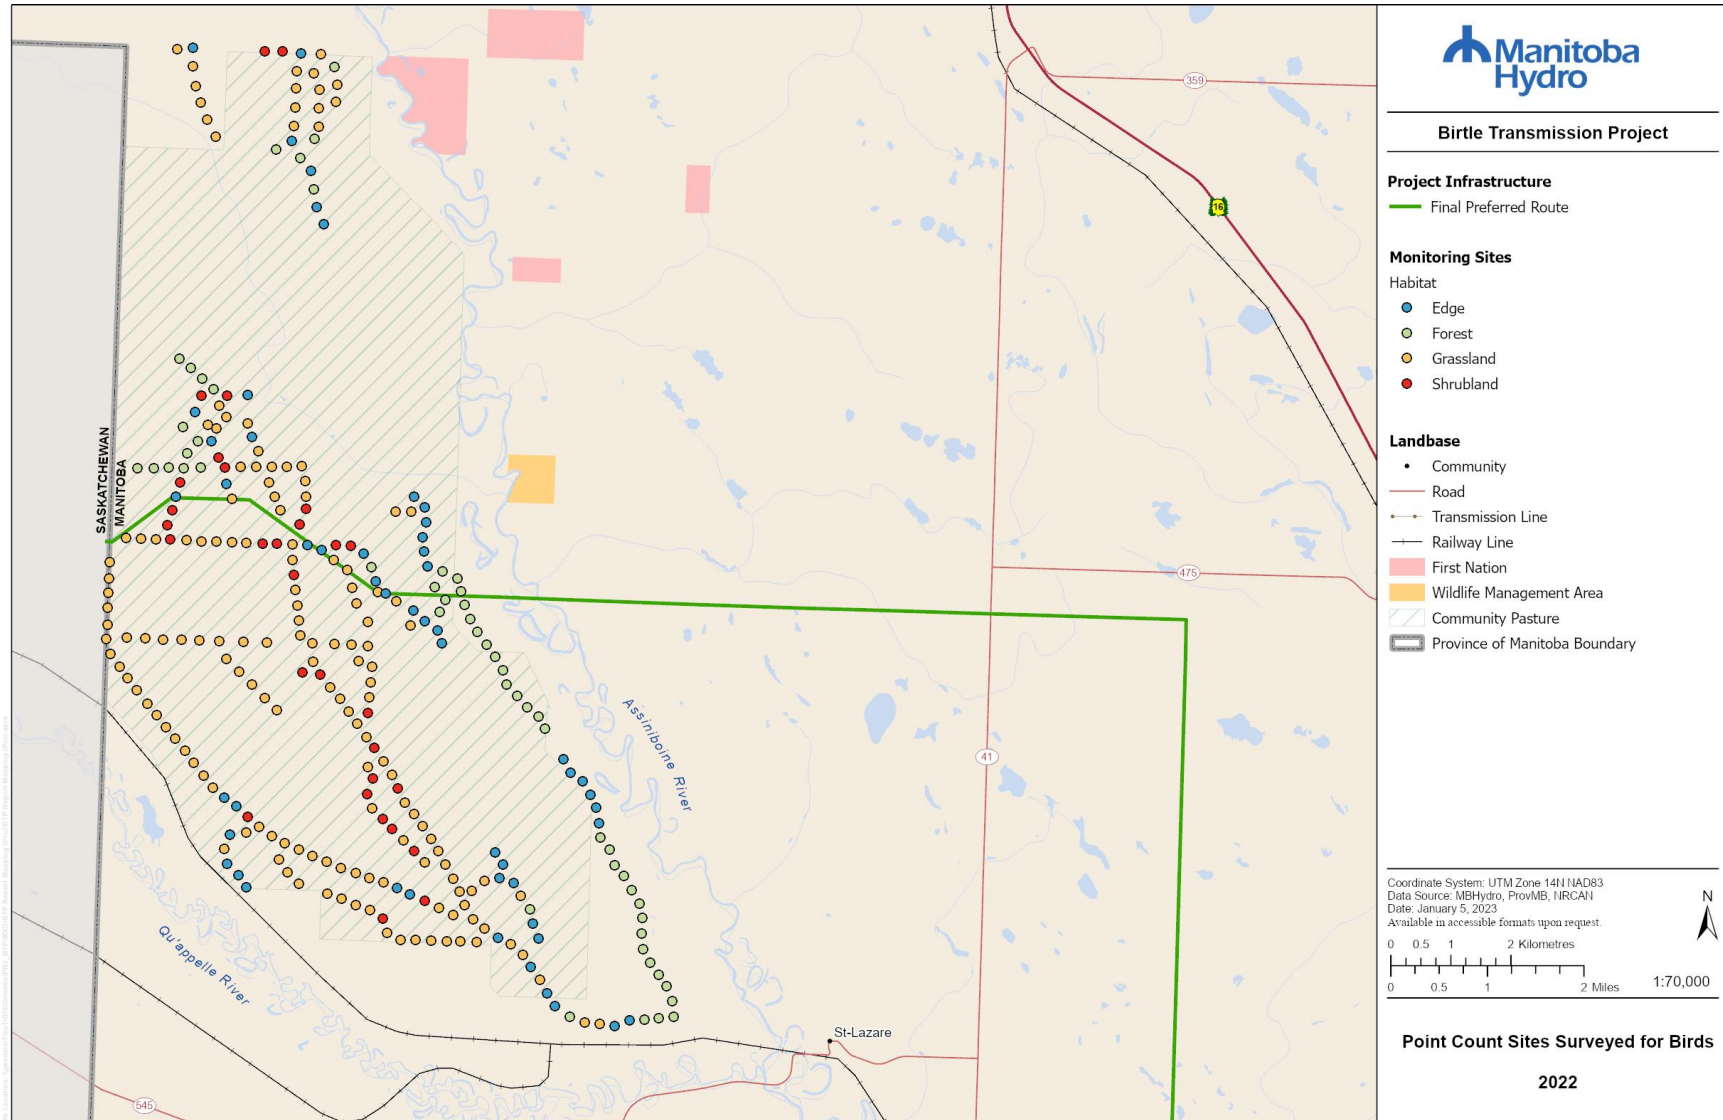 Manitoba
Hydro
Birtle Transmission Project
Project Infrastructure
Final Preferred Route
Monitoring Sites
Habitat
Edge
Forest
Grassland
Shrubland
Landbase
Community
Road
Transmission Line
Railway Line
First Nation
Wildlife Management Area
Community Pasture
Province of Manitoba Boundary
Coordinate System: UTM Zone 14N NAD83
Data Source: MBHydro, ProvMB, NRCAN
Date: January 5, 2023
Available in accessible formats upon request.
N
0 0.5 1 2 Kilometres
0 0.5 1 2 Miles
1:70,000
Point Count Sites Surveyed for Birds
2022
359
16
SASKATCHEWAN
MANITOBA
475
41
Assiniboine River
Qu'appelle River
St-Lazare
545